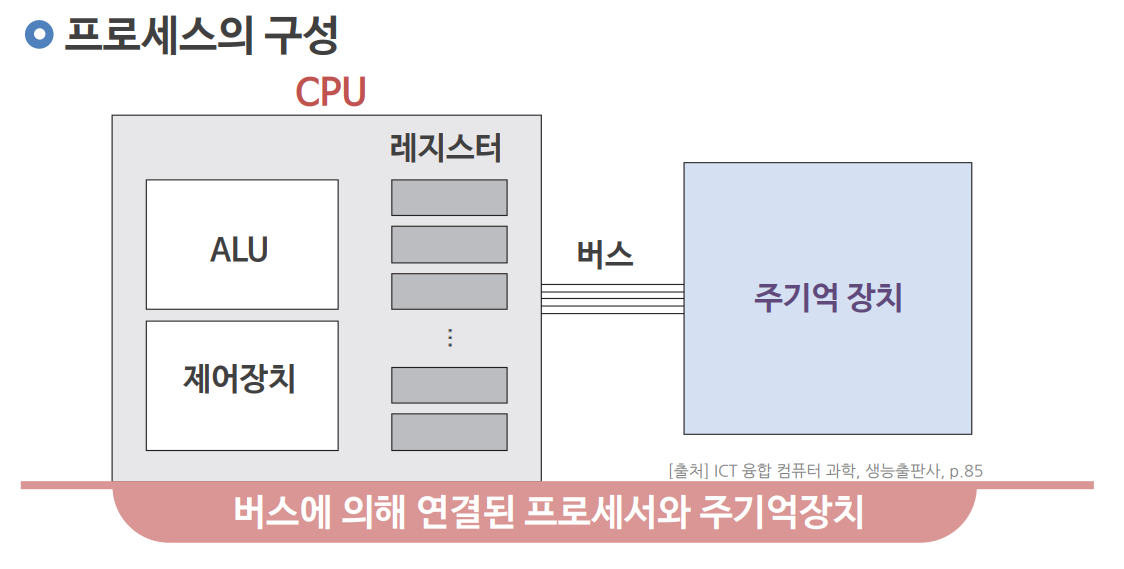 프로세스의 구성
CPU
레지스터
ALU
버스
주기억 장치
⋮
제어장치
[출처] ICT 융합 컴퓨터 과학, 생능출판사, p.85
버스에 의해 연결된 프로세서와 주기억장치